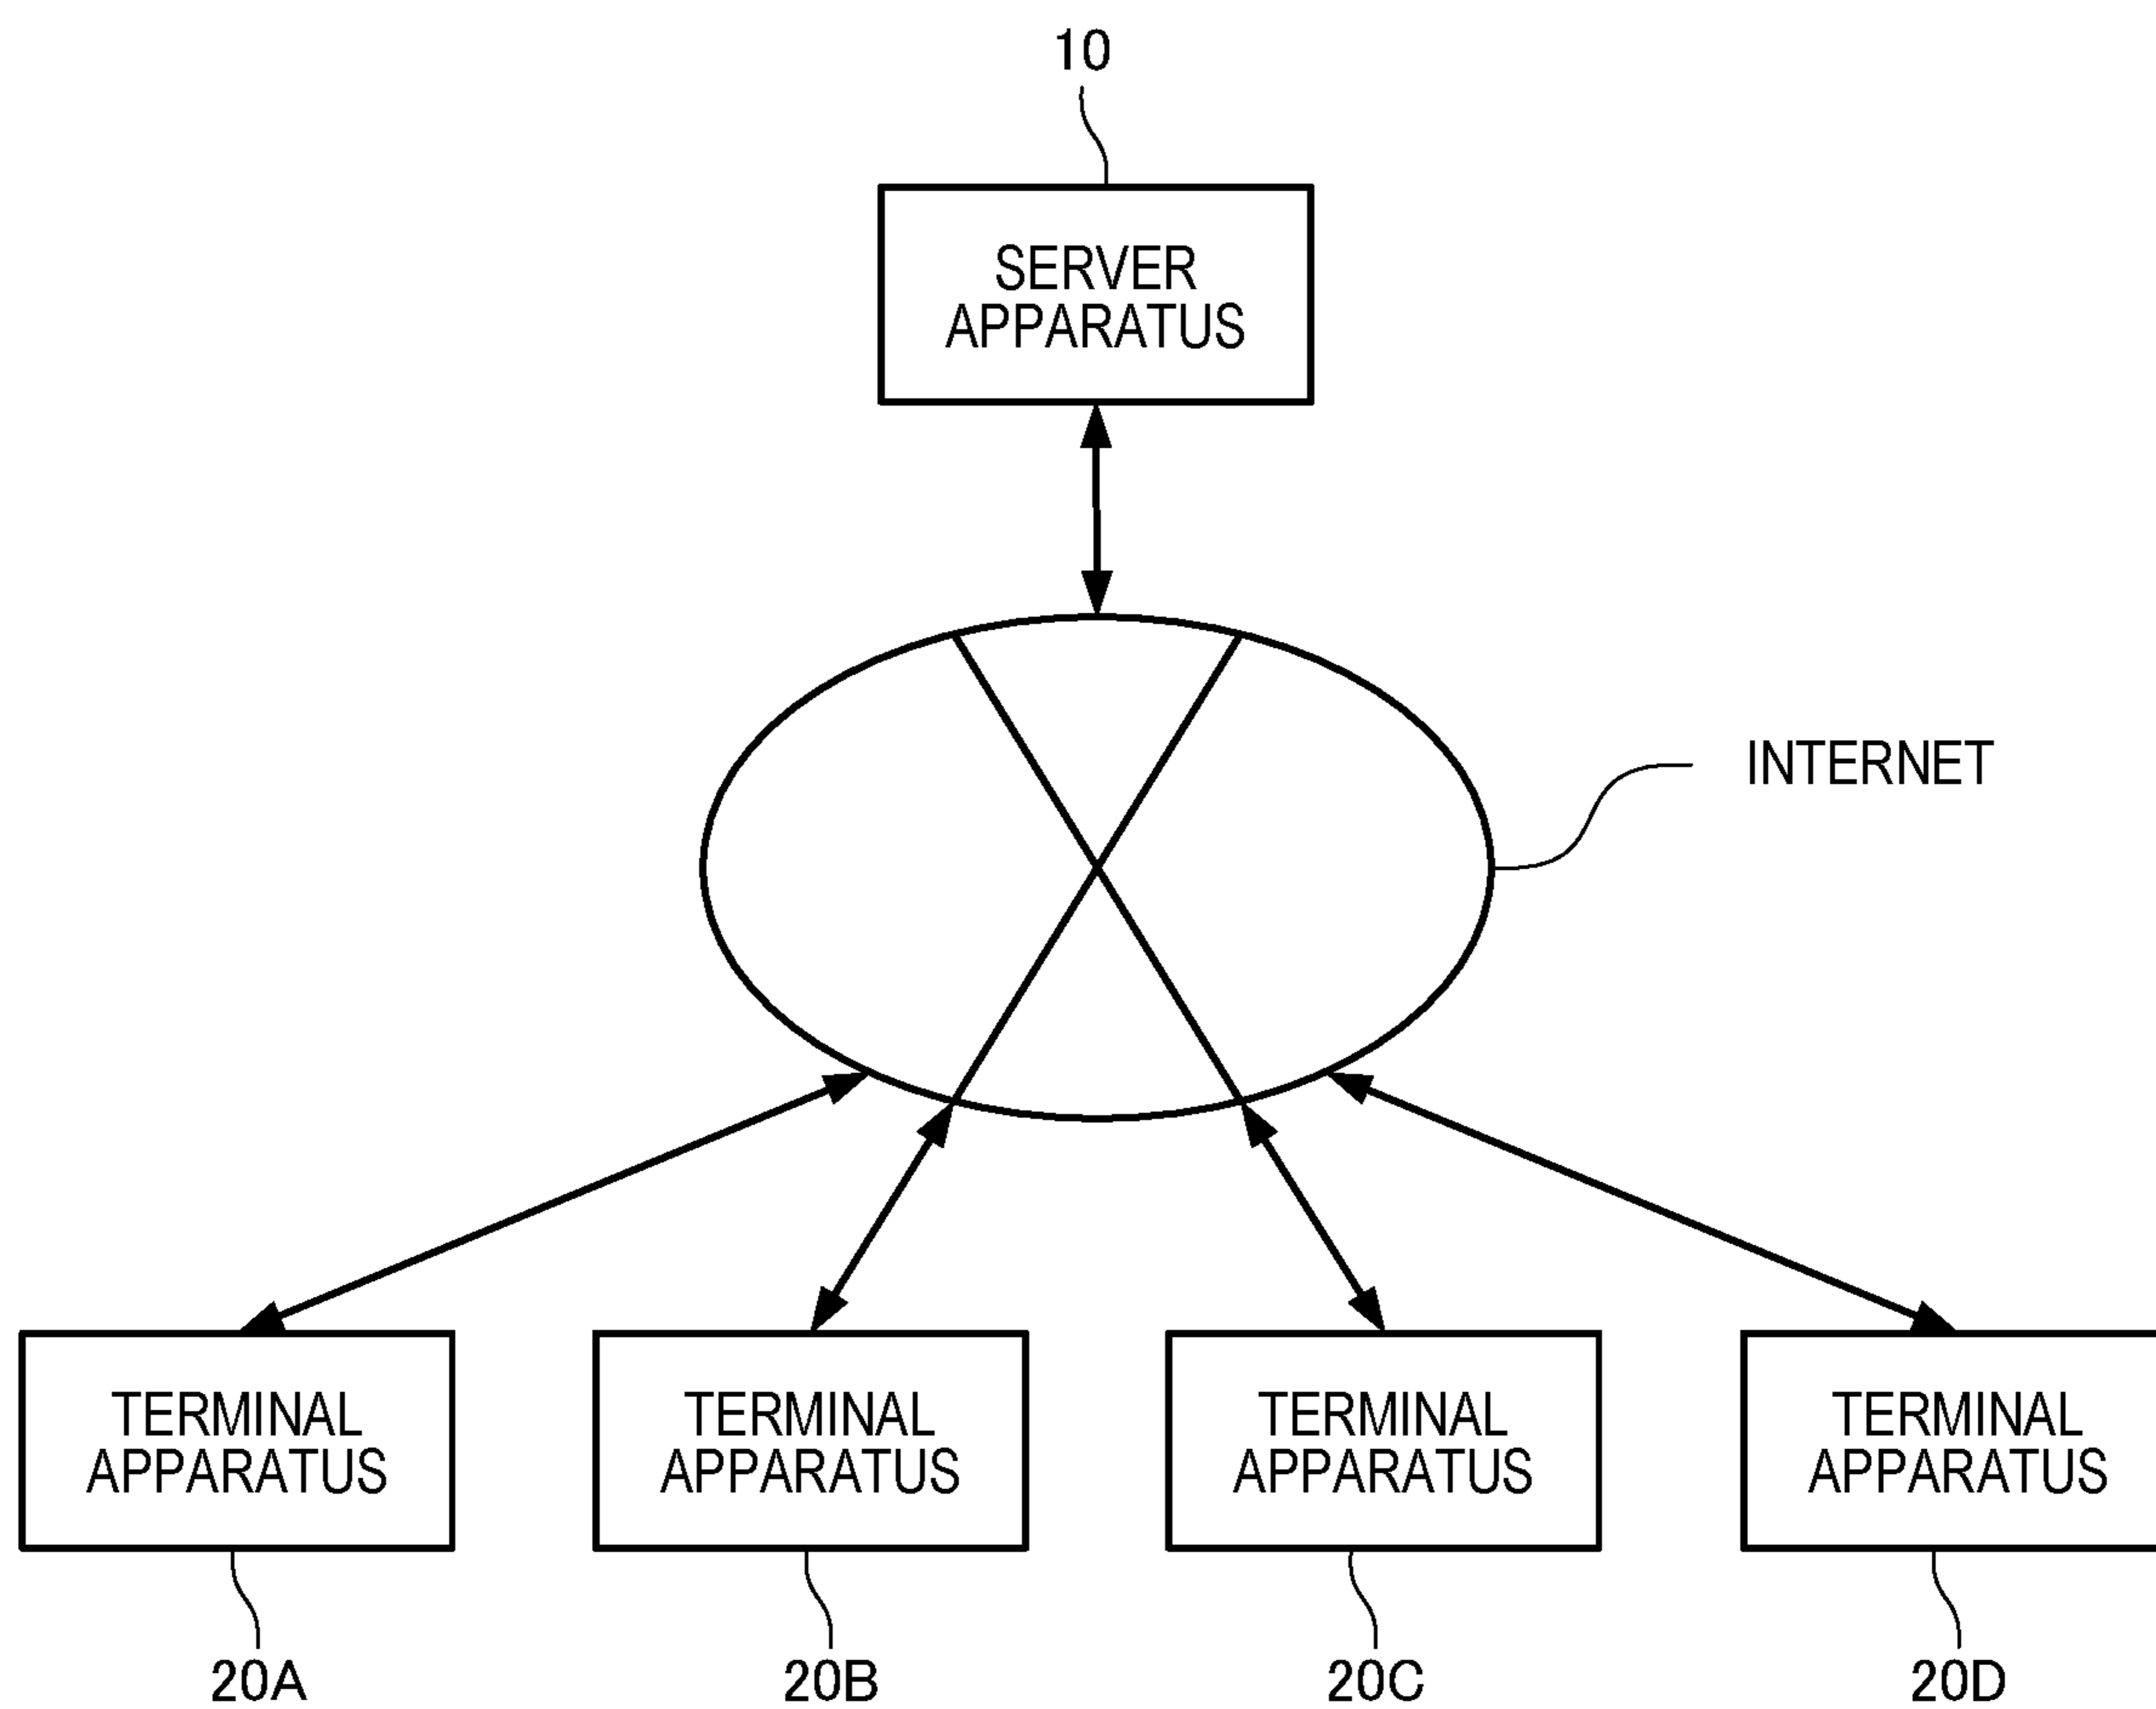 10
SERVER
APPARATUS
INTERNET
TERMINAL
APPARATUS
TERMINAL
APPARATUS
TERMINAL
APPARATUS
TERMINAL
APPARATUS
20A
20B
20C
20D